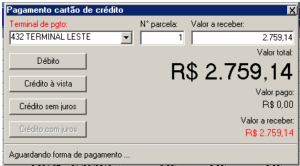 Pagamento cartão de crédito
Terminal de pgto: N° parcela: Valor a receber:
432 TERMINAL LESTE 1 2.759,14
Débito
Crédito à vista
Crédito sem juros
Crédito com juros
Valor total:
R$ 2.759,14
Valor pago:
R$ 0,00
Valor a receber:
R$ 2.759,14
Aguardando forma de pagamento ...